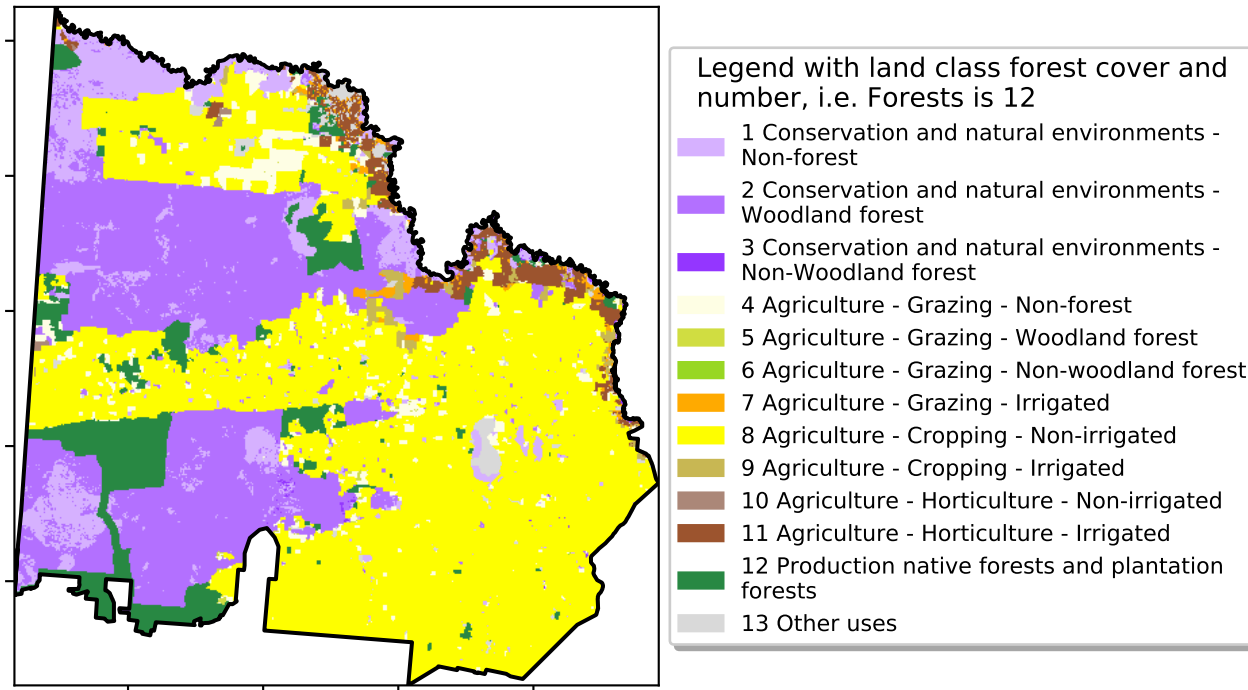 Legend with land class forest cover and
number, i.e. Forests is 12
1 Conservation and natural environments -
Non-forest
2 Conservation and natural environments -
Woodland forest
3 Conservation and natural environments -
Non-Woodland forest
4 Agriculture - Grazing - Non-forest
5 Agriculture - Grazing - Woodland forest
6 Agriculture - Grazing - Non-woodland forest
7 Agriculture - Grazing - Irrigated
8 Agriculture - Cropping - Non-irrigated
9 Agriculture - Cropping - Irrigated
10 Agriculture - Horticulture - Non-irrigated
11 Agriculture - Horticulture - Irrigated
12 Production native forests and plantation
forests
13 Other uses